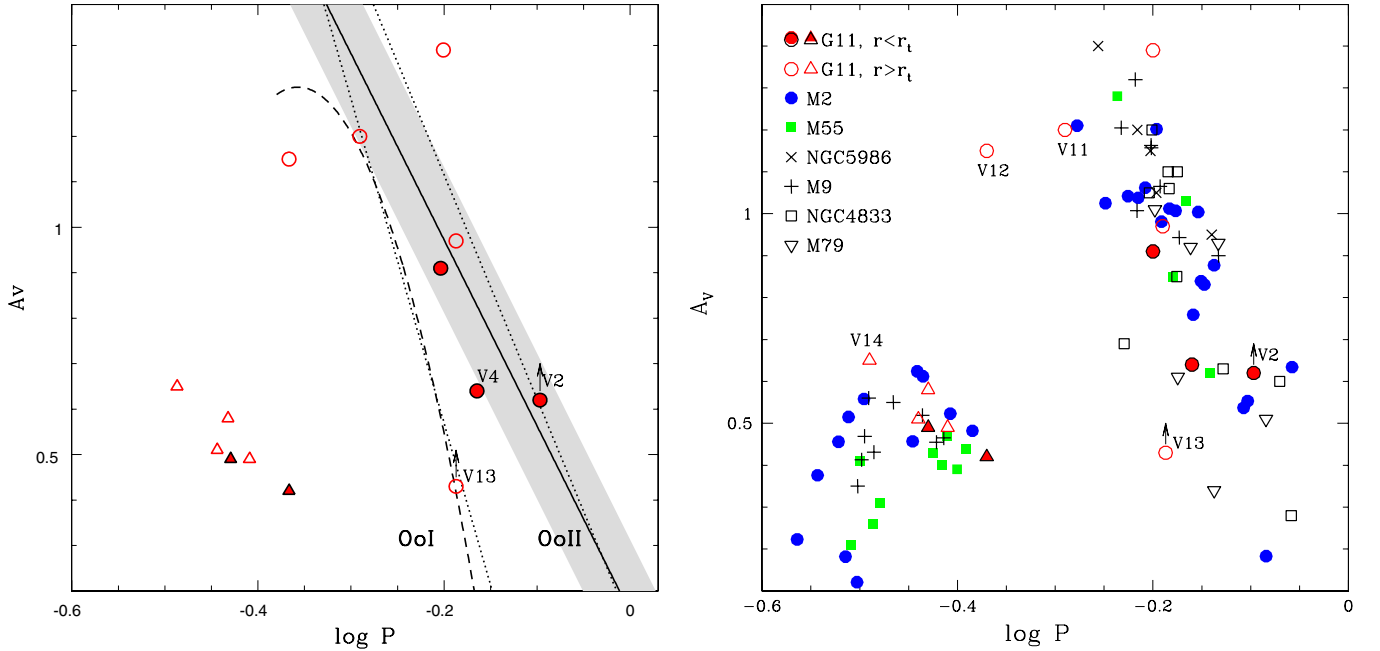 Av
1
0.5
V4
V2
V13
OoI
OoII
-0.6
-0.4
-0.2
0
log P
G11, r<r_t
G11, r>r_t
M2
M55
NGC5986
M9
NGC4833
M79
V11
V12
A_V
1
V14
0.5
V2
V13
-0.6
-0.4
-0.2
0
log P